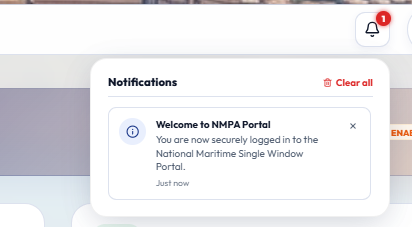 1
Notifications
Clear all
Welcome to NMPA Portal
You are now securely logged in to the
National Maritime Single Window
Portal.
Just now
ENAB